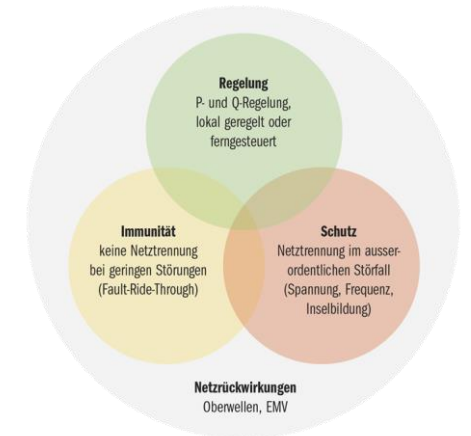 Regelung
P- und Q-Regelung,
lokal geregelt oder
ferngesteuert
Immunität
keine Netztrennung
bei geringen Störungen
(Fault-Ride-Through)
Schutz
Netztrennung im ausser-
ordentlichen Störfall
(Spannung, Frequenz,
Inselbildung)
Netzrückwirkungen
Oberwellen, EMV